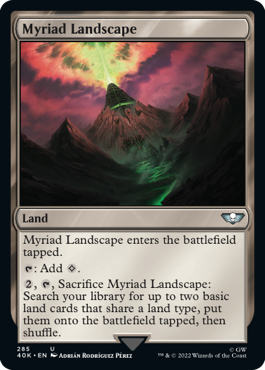 Myriad Landscape
Land
Myriad Landscape enters the battlefield
tapped.
: Add .
2, , Sacrifice Myriad Landscape:
Search your library for up to two basic
land cards that share a land type, put
them onto the battlefield tapped, then
shuffle.
285 U © GW
40K • EN Adrián Rodríguez Pérez ™ & © 2022 Wizards of the Coast